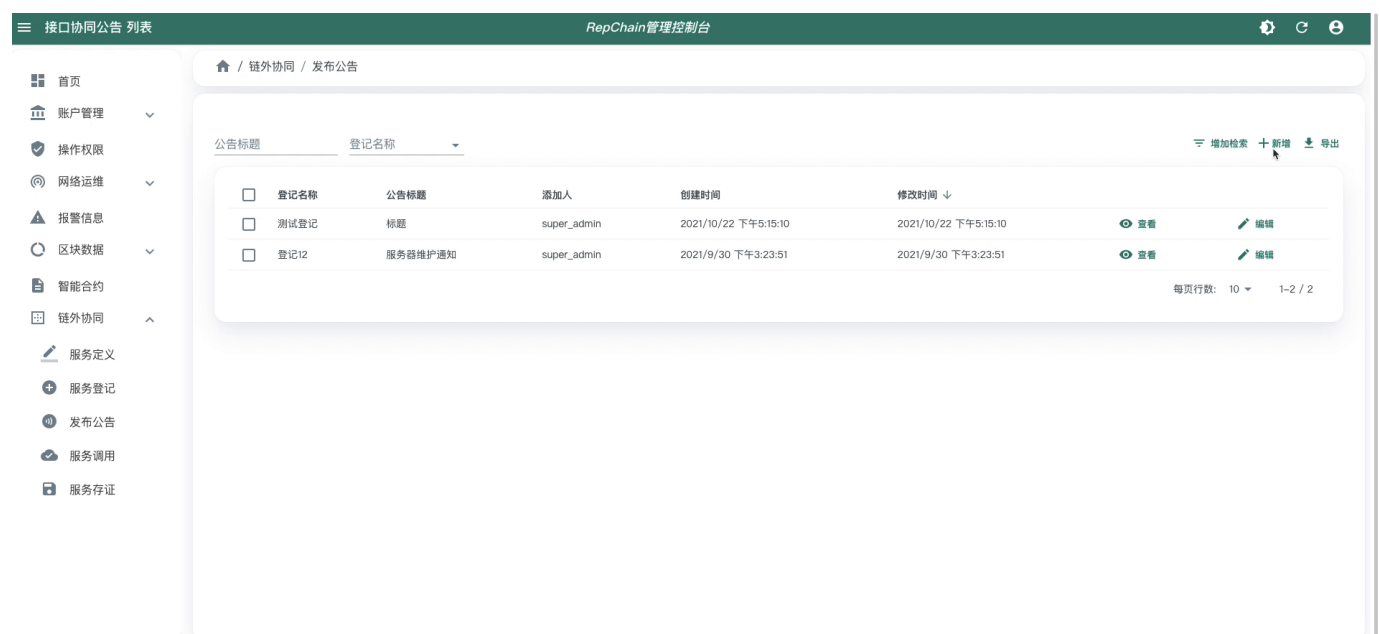 接口协同公告 列表
RepChain管理控制台
首页
账户管理
操作权限
网络运维
报警信息
区块数据
智能合约
链外协同
服务定义
服务登记
发布公告
服务调用
服务存证
/ 链外协同 / 发布公告
公告标题 登记名称 增加检索 新增 导出
登记名称 公告标题 添加人 创建时间 修改时间
测试登记 标题 super_admin 2021/10/22 下午5:15:10 2021/10/22 下午5:15:10 查看 编辑
登记12 服务器维护通知 super_admin 2021/9/30 下午3:23:51 2021/9/30 下午3:23:51 查看 编辑
每页行数: 10 1–2 / 2